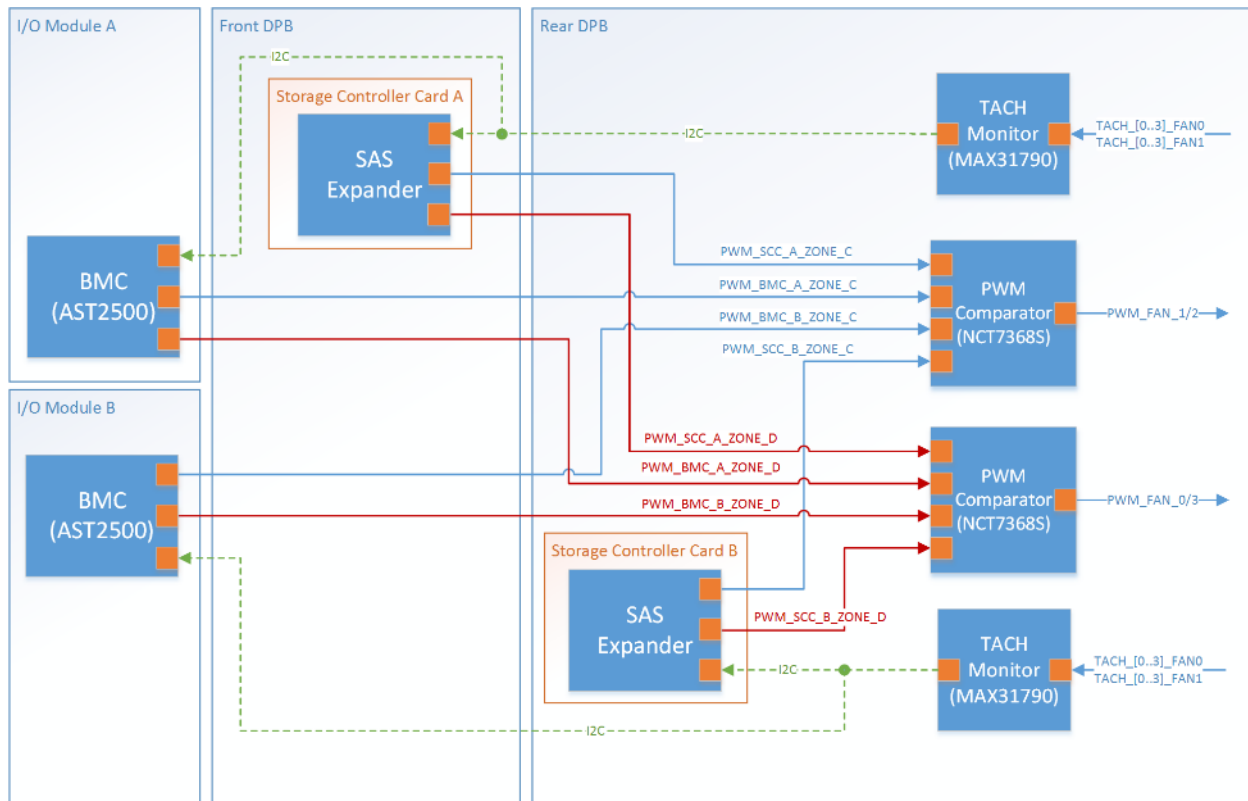 I/O Module A
Front DPB
Rear DPB
I2C
Storage Controller Card A
SAS
Expander
I2C
TACH
Monitor
(MAX31790)
TACH_[0..3]_FAN0
TACH_[0..3]_FAN1
BMC
(AST2500)
PWM_SCC_A_ZONE_C
PWM_BMC_A_ZONE_C
PWM_BMC_B_ZONE_C
PWM_SCC_B_ZONE_C
PWM
Comparator
(NCT7368S)
PWM_FAN_1/2
I/O Module B
BMC
(AST2500)
PWM_SCC_A_ZONE_D
PWM_BMC_A_ZONE_D
PWM_BMC_B_ZONE_D
PWM
Comparator
(NCT7368S)
PWM_FAN_0/3
Storage Controller Card B
SAS
Expander
PWM_SCC_B_ZONE_D
I2C
TACH
Monitor
(MAX31790)
TACH_[0..3]_FAN0
TACH_[0..3]_FAN1
I2C